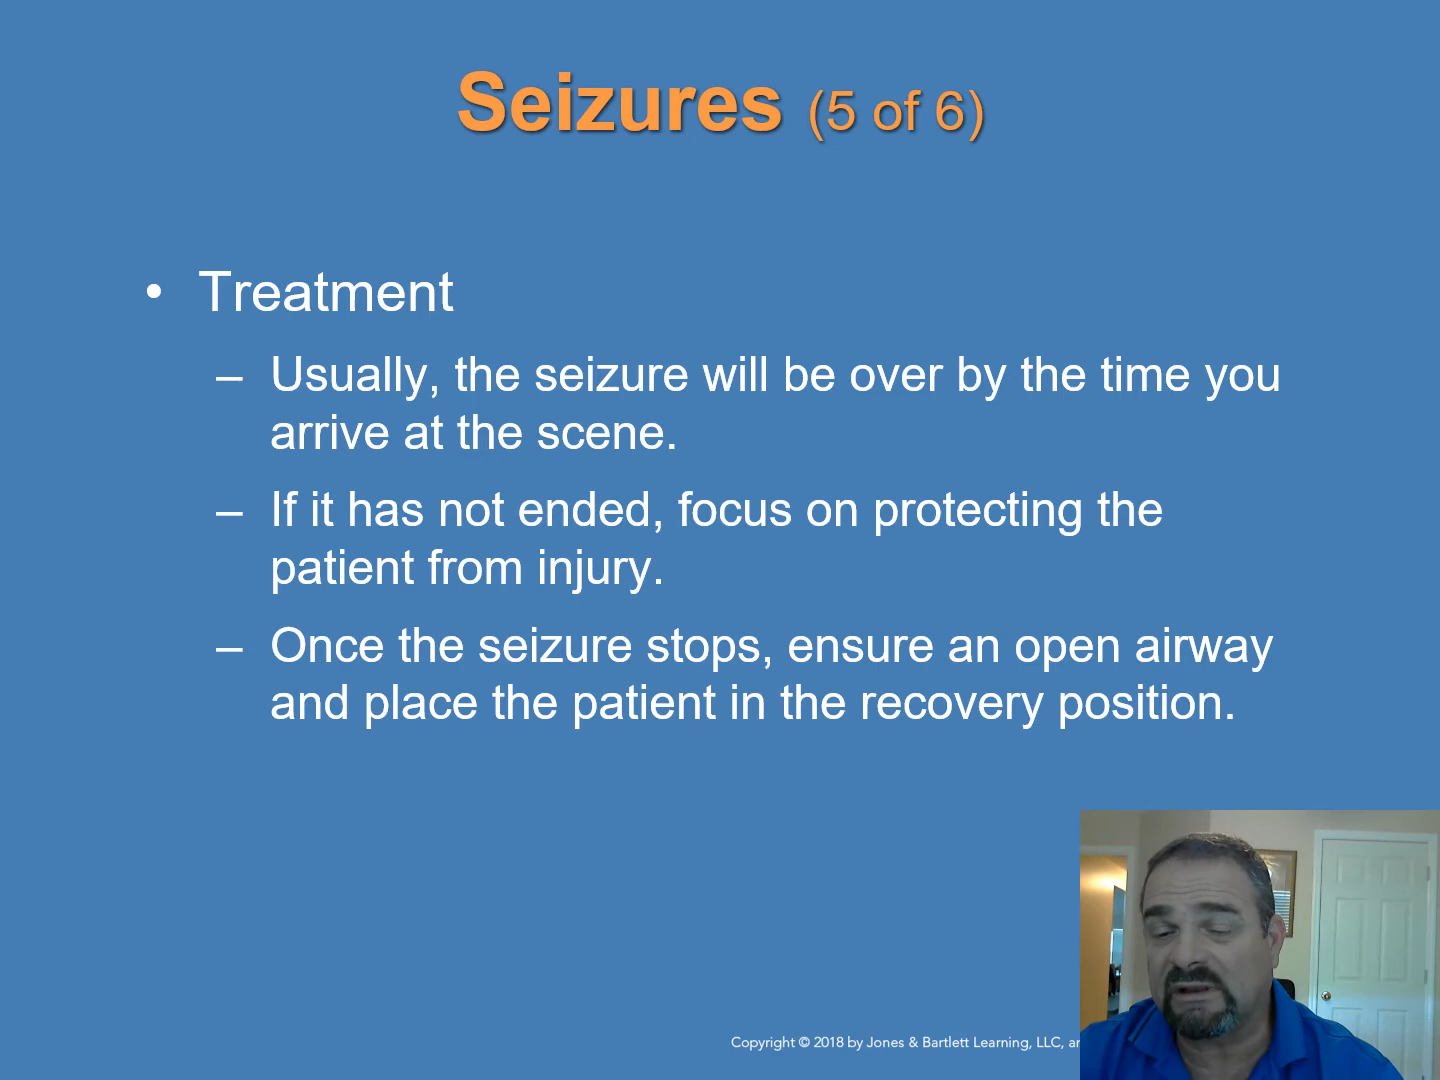 Seizures (5 of 6)
• Treatment
– Usually, the seizure will be over by the time you
arrive at the scene.
– If it has not ended, focus on protecting the
patient from injury.
– Once the seizure stops, ensure an open airway
and place the patient in the recovery position.
Copyright © 2018 by Jones & Bartlett Learning, LLC,